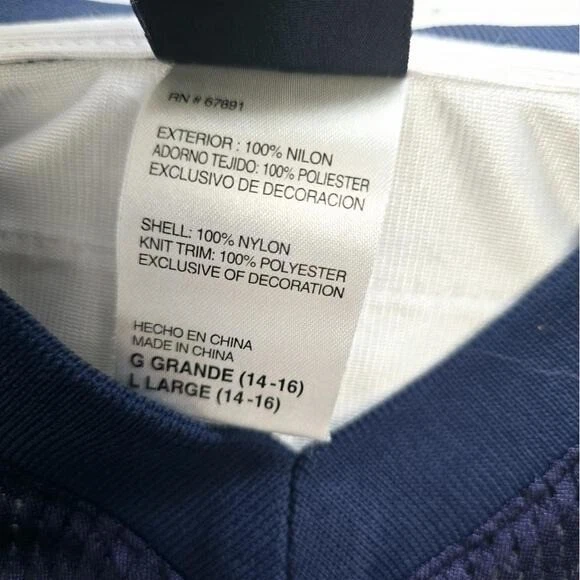 RN # 67891
EXTERIOR : 100% NILON
ADORNO TEJIDO: 100% POLIESTER
EXCLUSIVO DE DECORACION
SHELL: 100% NYLON
KNIT TRIM: 100% POLYESTER
EXCLUSIVE OF DECORATION
HECHO EN CHINA
MADE IN CHINA
G GRANDE (14-16)
L LARGE (14-16)